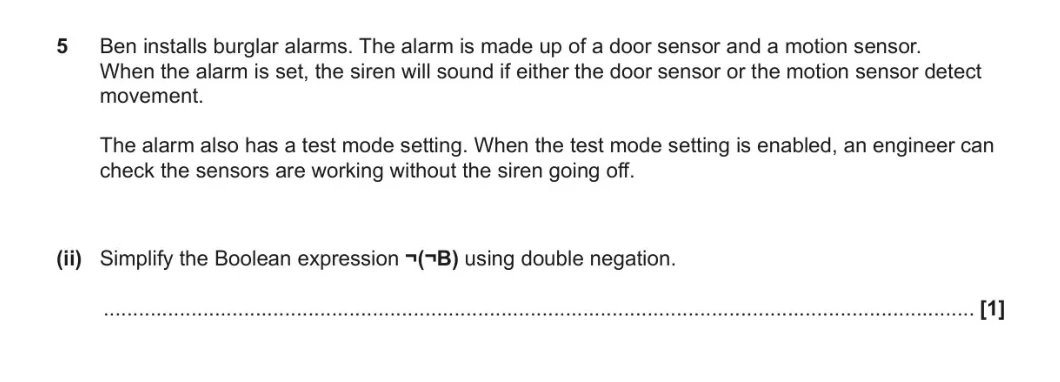 5 Ben installs burglar alarms. The alarm is made up of a door sensor and a motion sensor.
When the alarm is set, the siren will sound if either the door sensor or the motion sensor detect
movement.
The alarm also has a test mode setting. When the test mode setting is enabled, an engineer can
check the sensors are working without the siren going off.
(ii) Simplify the Boolean expression ¬(¬B) using double negation.
.......................................................................................................................................................... [1]